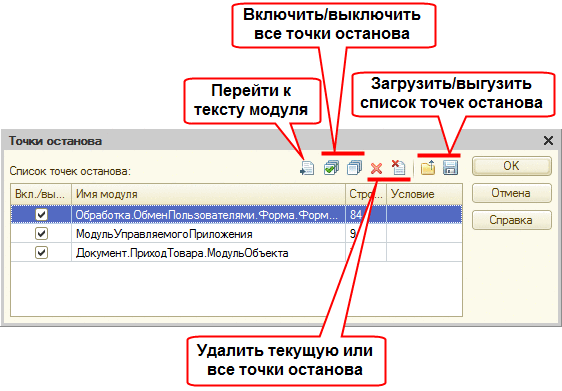 Включить/выключить
все точки останова
Перейти к
тексту модуля
Загрузить/выгузить
список точек останова
Точки останова
Список точек останова:
OK
Отмена
Справка
Вкл./вы... Имя модуля Стро... Условие
Обработка.ОбменПользователями.Форма.Форм... 84
МодульУправляемогоПриложения 9
Документ.ПриходТовара.МодульОбъекта
Удалить текущую или
все точки останова